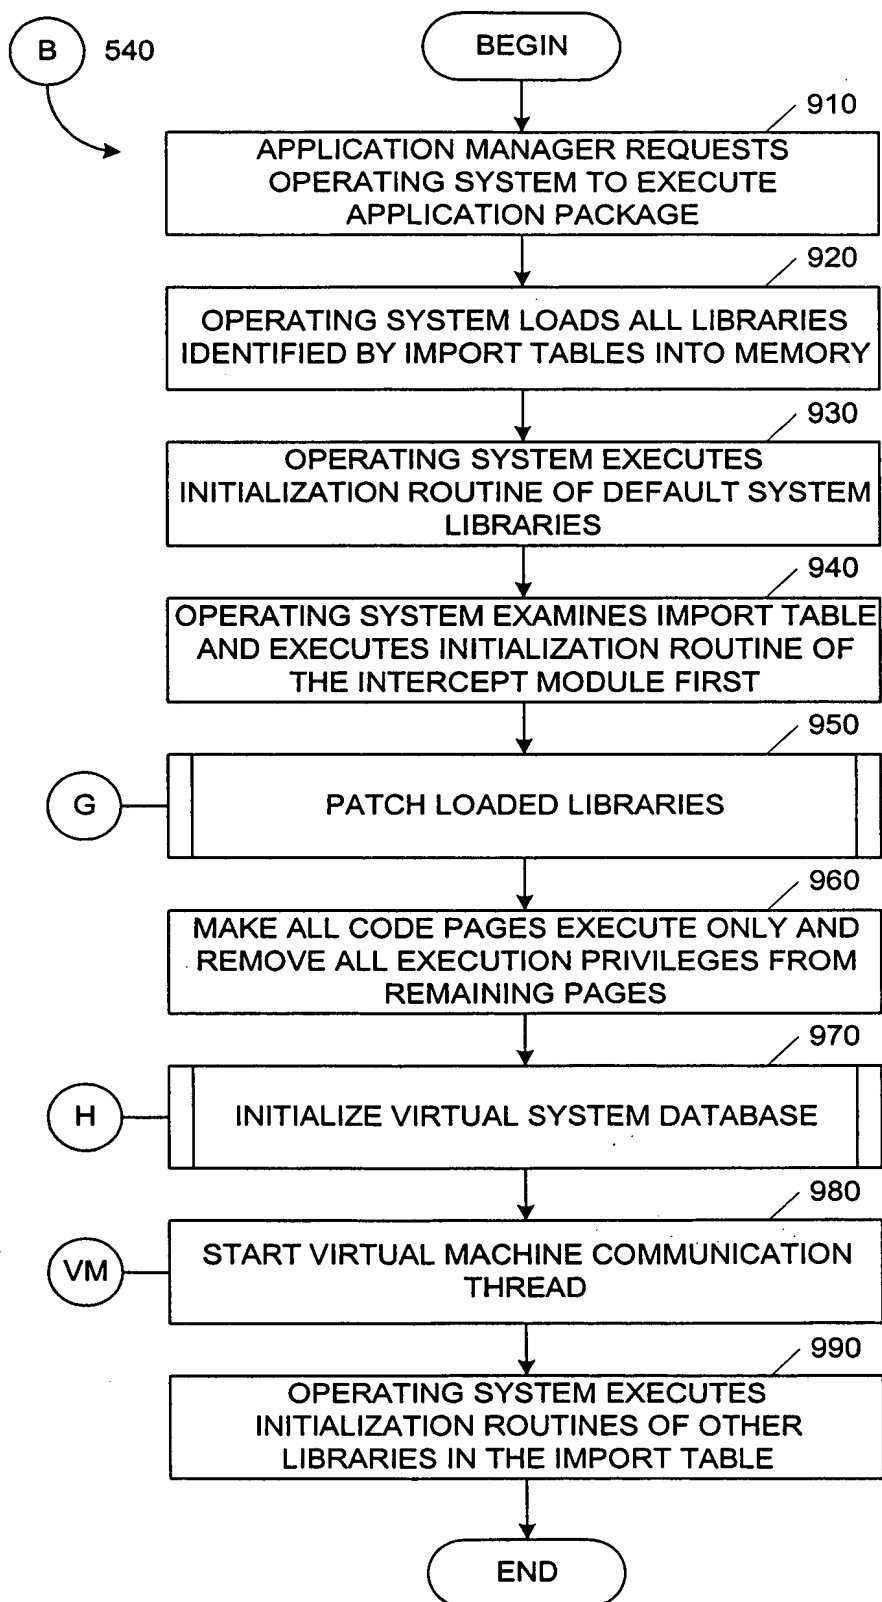 B 540
BEGIN
910
APPLICATION MANAGER REQUESTS
OPERATING SYSTEM TO EXECUTE
APPLICATION PACKAGE
920
OPERATING SYSTEM LOADS ALL LIBRARIES
IDENTIFIED BY IMPORT TABLES INTO MEMORY
930
OPERATING SYSTEM EXECUTES
INITIALIZATION ROUTINE OF DEFAULT SYSTEM
LIBRARIES
940
OPERATING SYSTEM EXAMINES IMPORT TABLE
AND EXECUTES INITIALIZATION ROUTINE OF
THE INTERCEPT MODULE FIRST
950
G
PATCH LOADED LIBRARIES
960
MAKE ALL CODE PAGES EXECUTE ONLY AND
REMOVE ALL EXECUTION PRIVILEGES FROM
REMAINING PAGES
970
H
INITIALIZE VIRTUAL SYSTEM DATABASE
980
VM
START VIRTUAL MACHINE COMMUNICATION
THREAD
990
OPERATING SYSTEM EXECUTES
INITIALIZATION ROUTINES OF OTHER
LIBRARIES IN THE IMPORT TABLE
END